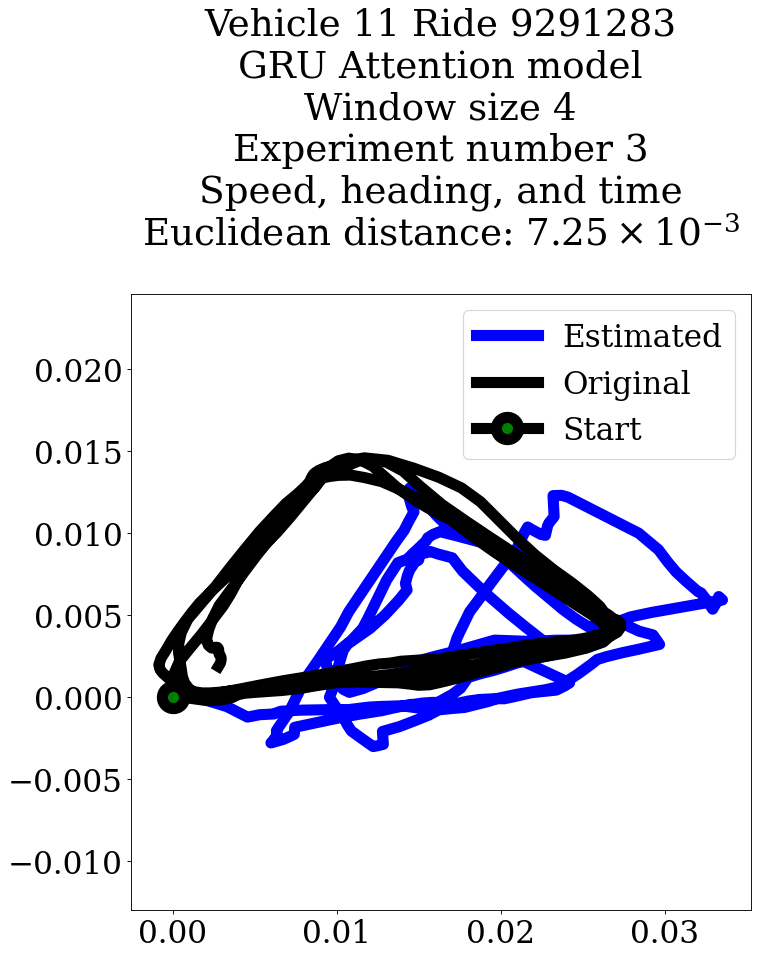 Vehicle 11 Ride 9291283
GRU Attention model
Window size 4
Experiment number 3
Speed, heading, and time
Euclidean distance: 7.25 × 10⁻³
Estimated
Original
Start
0.020
0.015
0.010
0.005
0.000
−0.005
−0.010
0.00 0.01 0.02 0.03